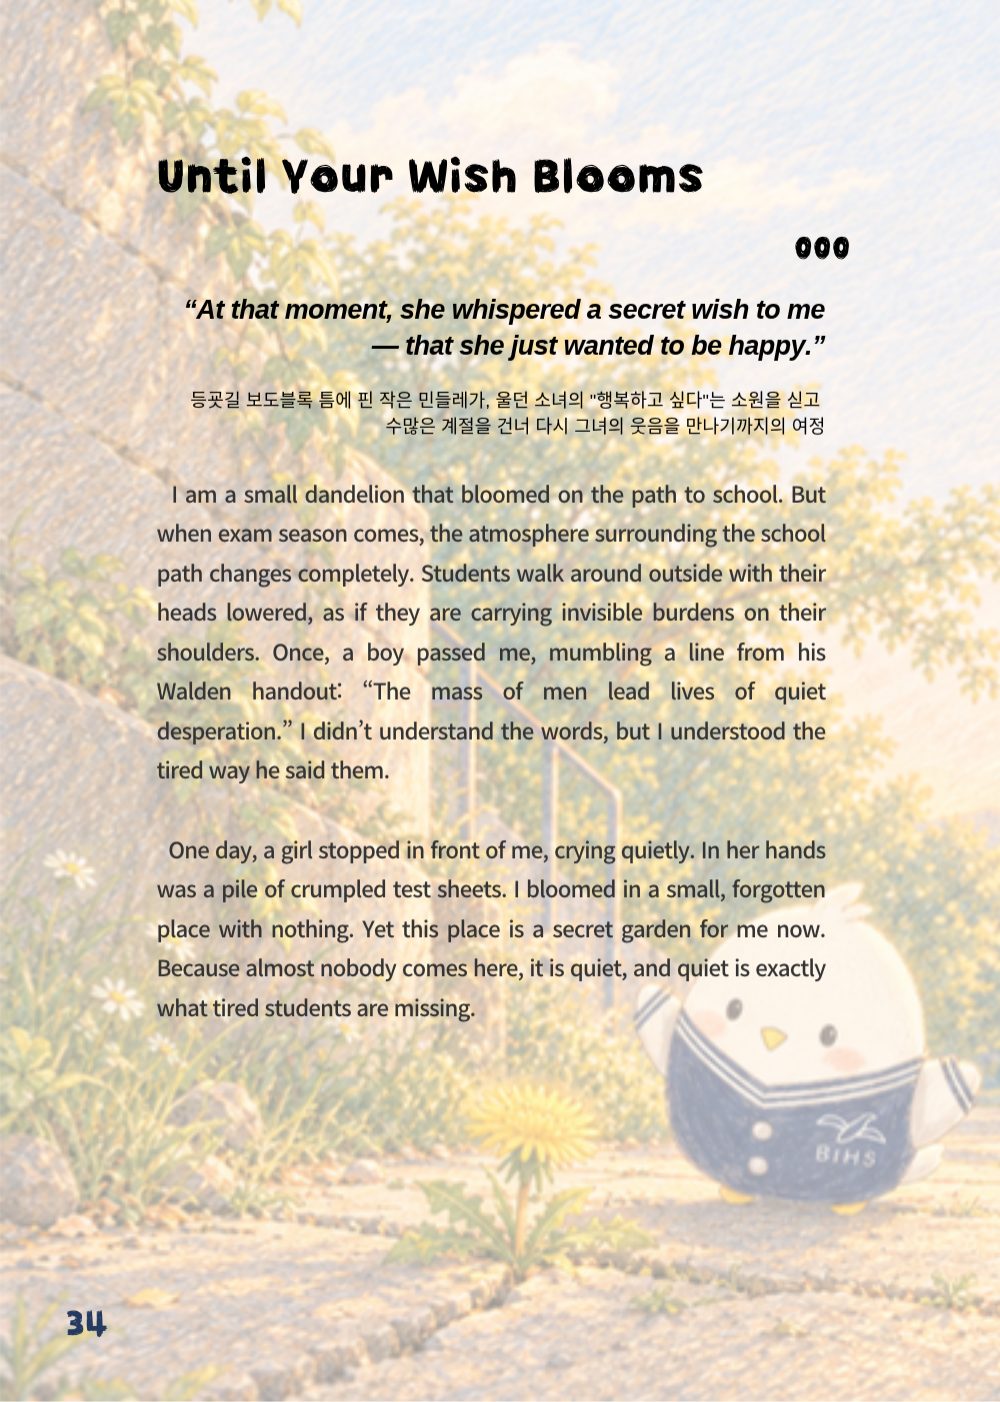 Until Your Wish Blooms
000
“At that moment, she whispered a secret wish to me
— that she just wanted to be happy.”
등굣길 보도블록 틈에 핀 작은 민들레가, 울던 소녀의 "행복하고 싶다"는 소원을 싣고
수많은 계절을 건너 다시 그녀의 웃음을 만나기까지의 여정
I am a small dandelion that bloomed on the path to school. But
when exam season comes, the atmosphere surrounding the school
path changes completely. Students walk around outside with their
heads lowered, as if they are carrying invisible burdens on their
shoulders. Once, a boy passed me, mumbling a line from his
Walden handout: “The mass of men lead lives of quiet
desperation.” I didn’t understand the words, but I understood the
tired way he said them.
One day, a girl stopped in front of me, crying quietly. In her hands
was a pile of crumpled test sheets. I bloomed in a small, forgotten
place with nothing. Yet this place is a secret garden for me now.
Because almost nobody comes here, it is quiet, and quiet is exactly
what tired students are missing.
BIHS
34